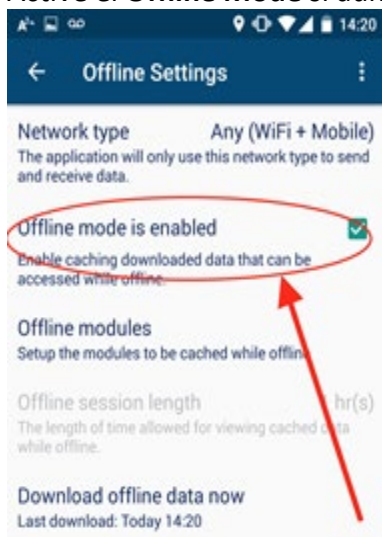 14:20
Offline Settings
Network type Any (WiFi + Mobile)
The application will only use this network type to send
and receive data.
Offline mode is enabled
Enable caching downloaded data that can be
accessed while offline.
Offline modules
Setup the modules to be cached while offline
Offline session length hr(s)
The length of time allowed for viewing cached data
while offline.
Download offline data now
Last download: Today 14:20